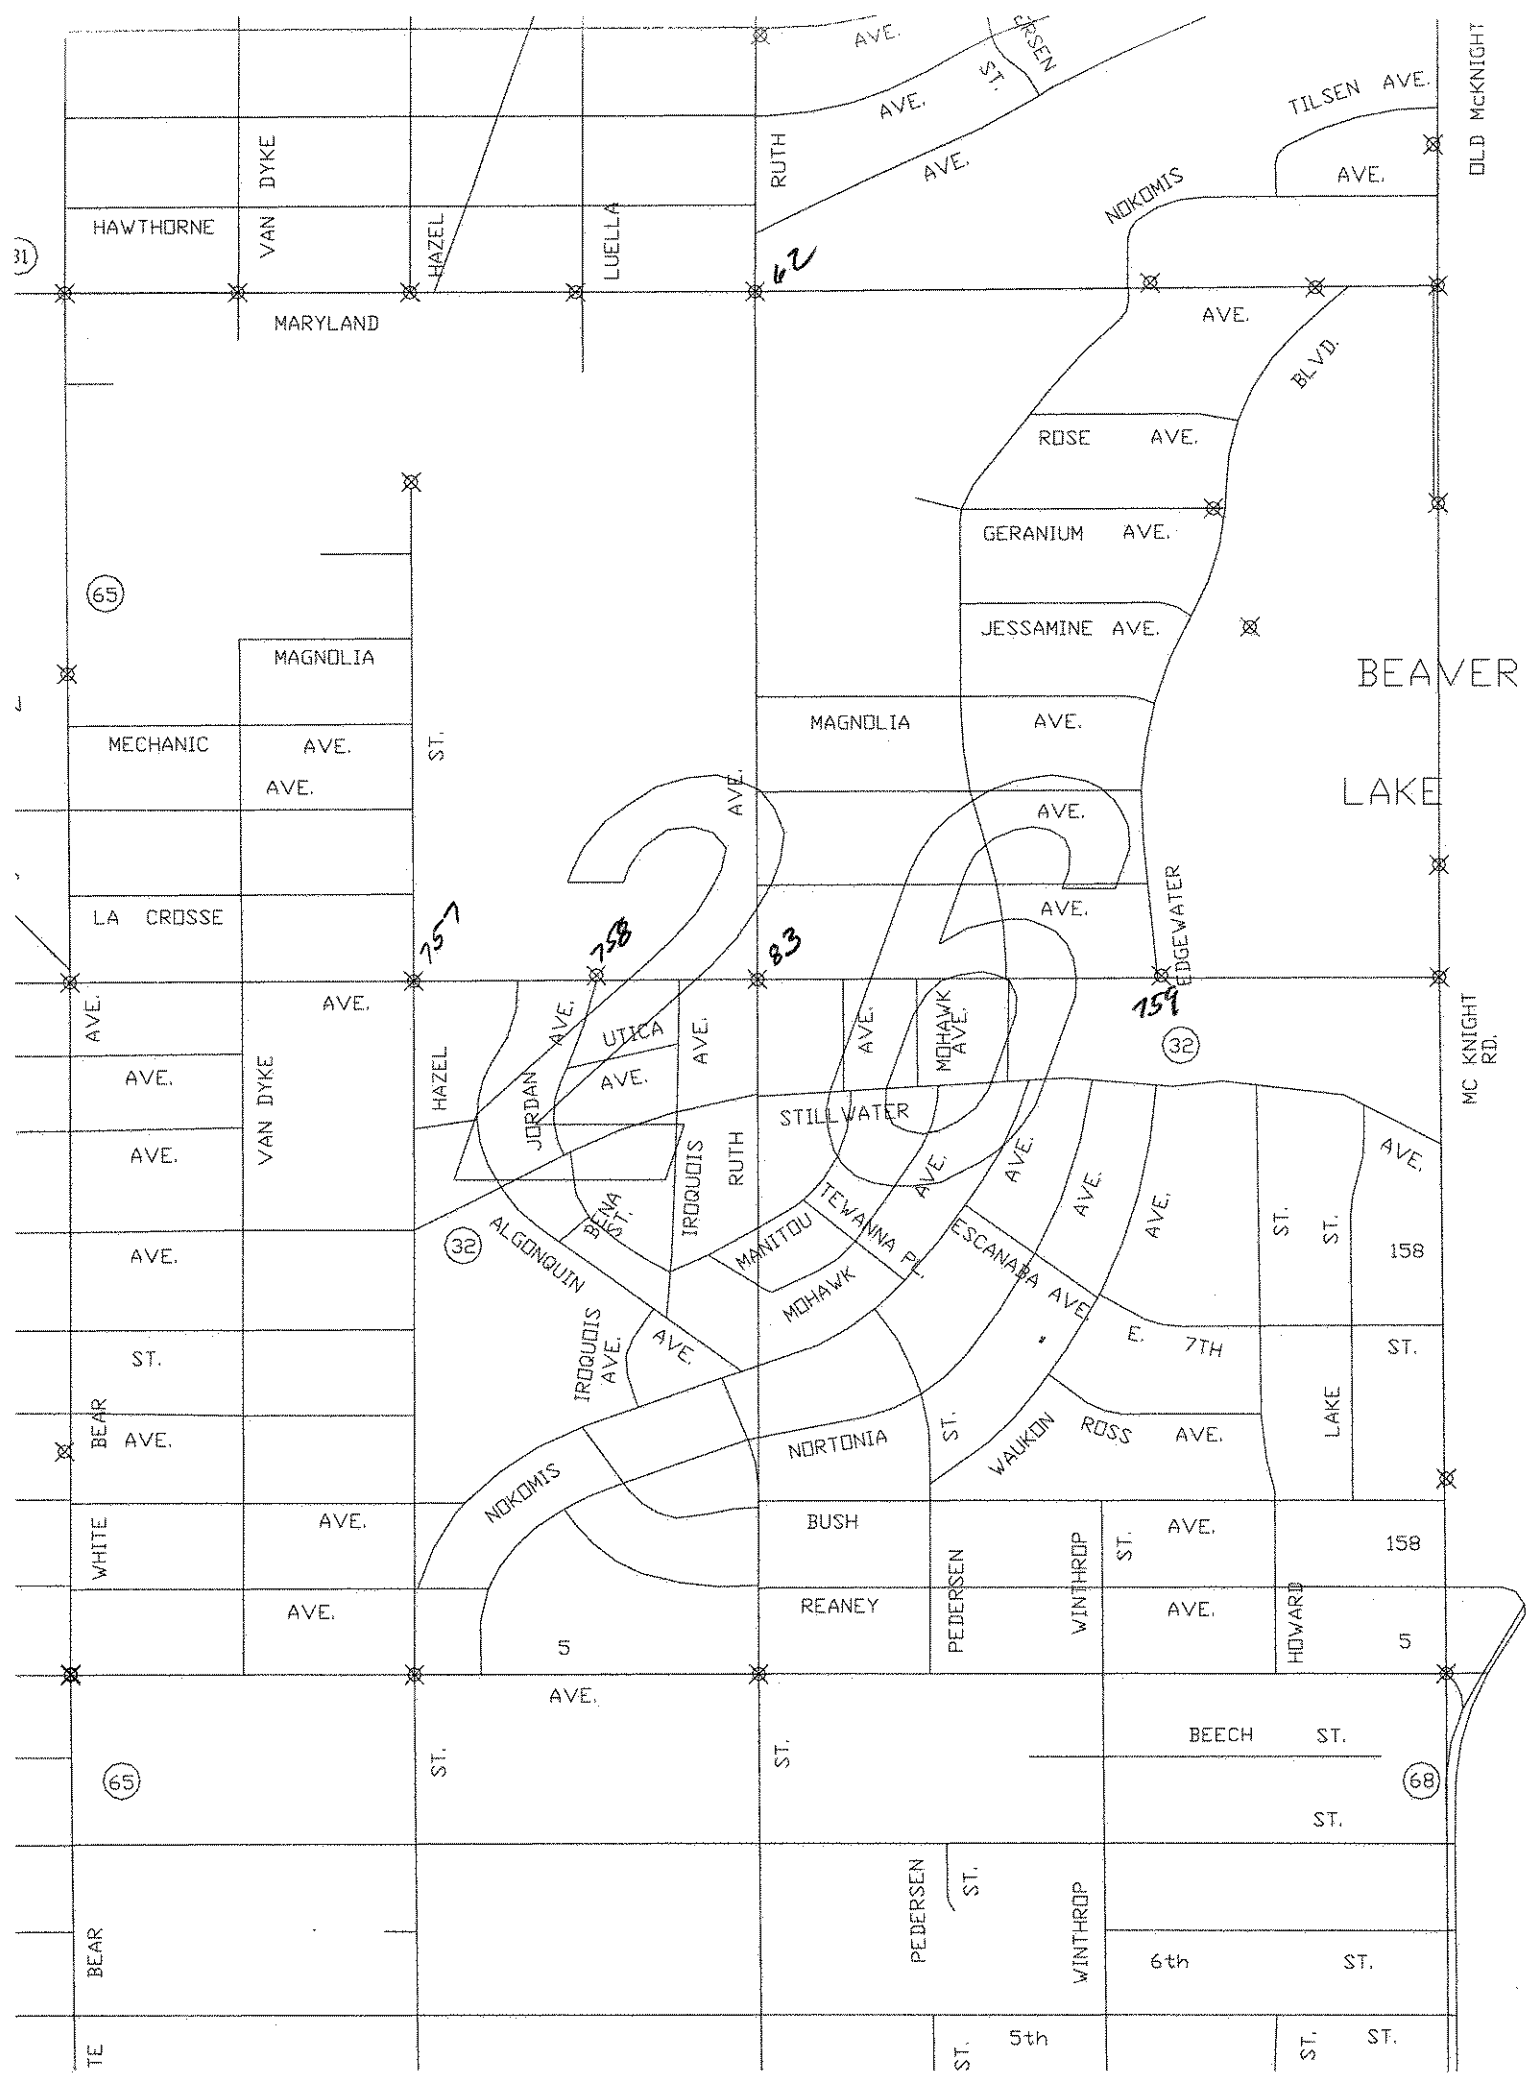 AVE.
ERSEN
ST.
AVE.
TILSEN AVE.
OLD McKNIGHT
VAN DYKE
RUTH
AVE.
AVE.
NOKOMIS
HAWTHORNE
HAZEL
LUELLA
31
62
MARYLAND
AVE.
BLVD.
ROSE AVE.
GERANIUM AVE.
65
JESSAMINE AVE.
MAGNOLIA
BEAVER
MECHANIC AVE.
ST.
MAGNOLIA AVE.
AVE.
AVE.
LAKE
AVE.
LA CROSSE
757
758
83
AVE.
EDGEWATER
759
26
AVE.
AVE.
AVE.
UTICA
AVE.
AVE.
MOHAWK
AVE.
32
MC KNIGHT
RD.
AVE.
HAZEL
JORDAN
AVE.
VAN DYKE
STILLWATER
AVE.
IROQUOIS
RUTH
AVE.
AVE.
AVE.
AVE.
AVE.
AVE.
32
ALGONQUIN
BENA
ST.
MANITOU
TEWANNA PL.
ESCANABA AVE.
ST.
ST.
158
MOHAWK
ST.
IROQUOIS
AVE.
AVE.
E. 7TH ST.
BEAR
AVE.
NORTONIA
ST.
WAUKON
ROSS AVE.
LAKE
NOKOMIS
WHITE
AVE.
BUSH
ST.
AVE.
158
PEDERSEN
WINTHROP
AVE.
REANEY
AVE.
HOWARD
5
5
AVE.
ST.
ST.
BEECH ST.
65
68
ST.
PEDERSEN
ST.
WINTHROP
BEAR
6th ST.
TE
ST.
5th
ST.
ST.